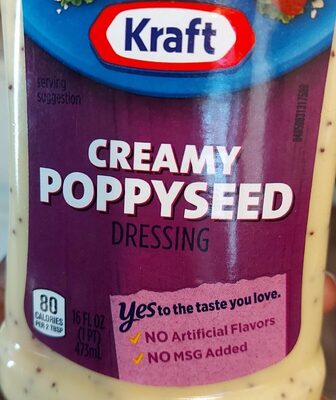 Kraft
serving
suggestion
CREAMY
POPPYSEED
DRESSING
80
CALORIES
PER 2 TBSP
16 FL OZ
(1 PT)
473ml
Yes to the taste you love.
✓ NO Artificial Flavors
✓ NO MSG Added